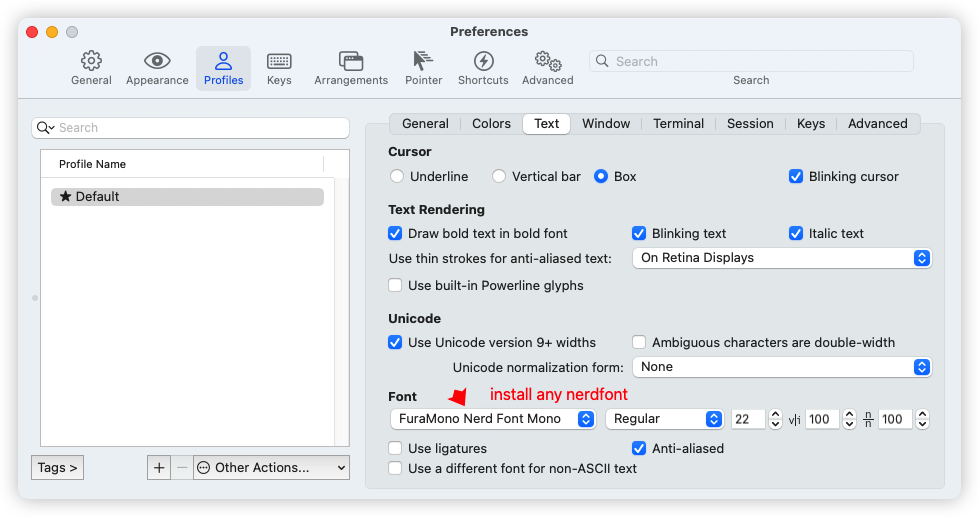 Preferences
General Appearance Profiles Keys Arrangements Pointer Shortcuts Advanced
Search
Search
Search
General Colors Text Window Terminal Session Keys Advanced
Profile Name
★ Default
Cursor
Underline Vertical bar Box Blinking cursor
Text Rendering
Draw bold text in bold font Blinking text Italic text
Use thin strokes for anti-aliased text: On Retina Displays
Use built-in Powerline glyphs
Unicode
Use Unicode version 9+ widths Ambiguous characters are double-width
Unicode normalization form: None
Font install any nerdfont
FuraMono Nerd Font Mono Regular 22 v|i 100 n/n 100
Use ligatures Anti-aliased
Use a different font for non-ASCII text
Tags > + − Other Actions...